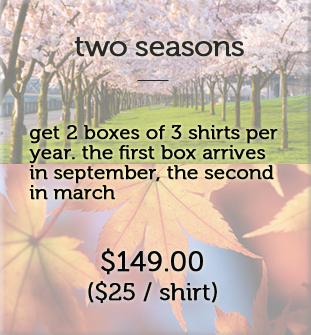 two seasons
get 2 boxes of 3 shirts per
year. the first box arrives
in september, the second
in march
$149.00
($25 / shirt)